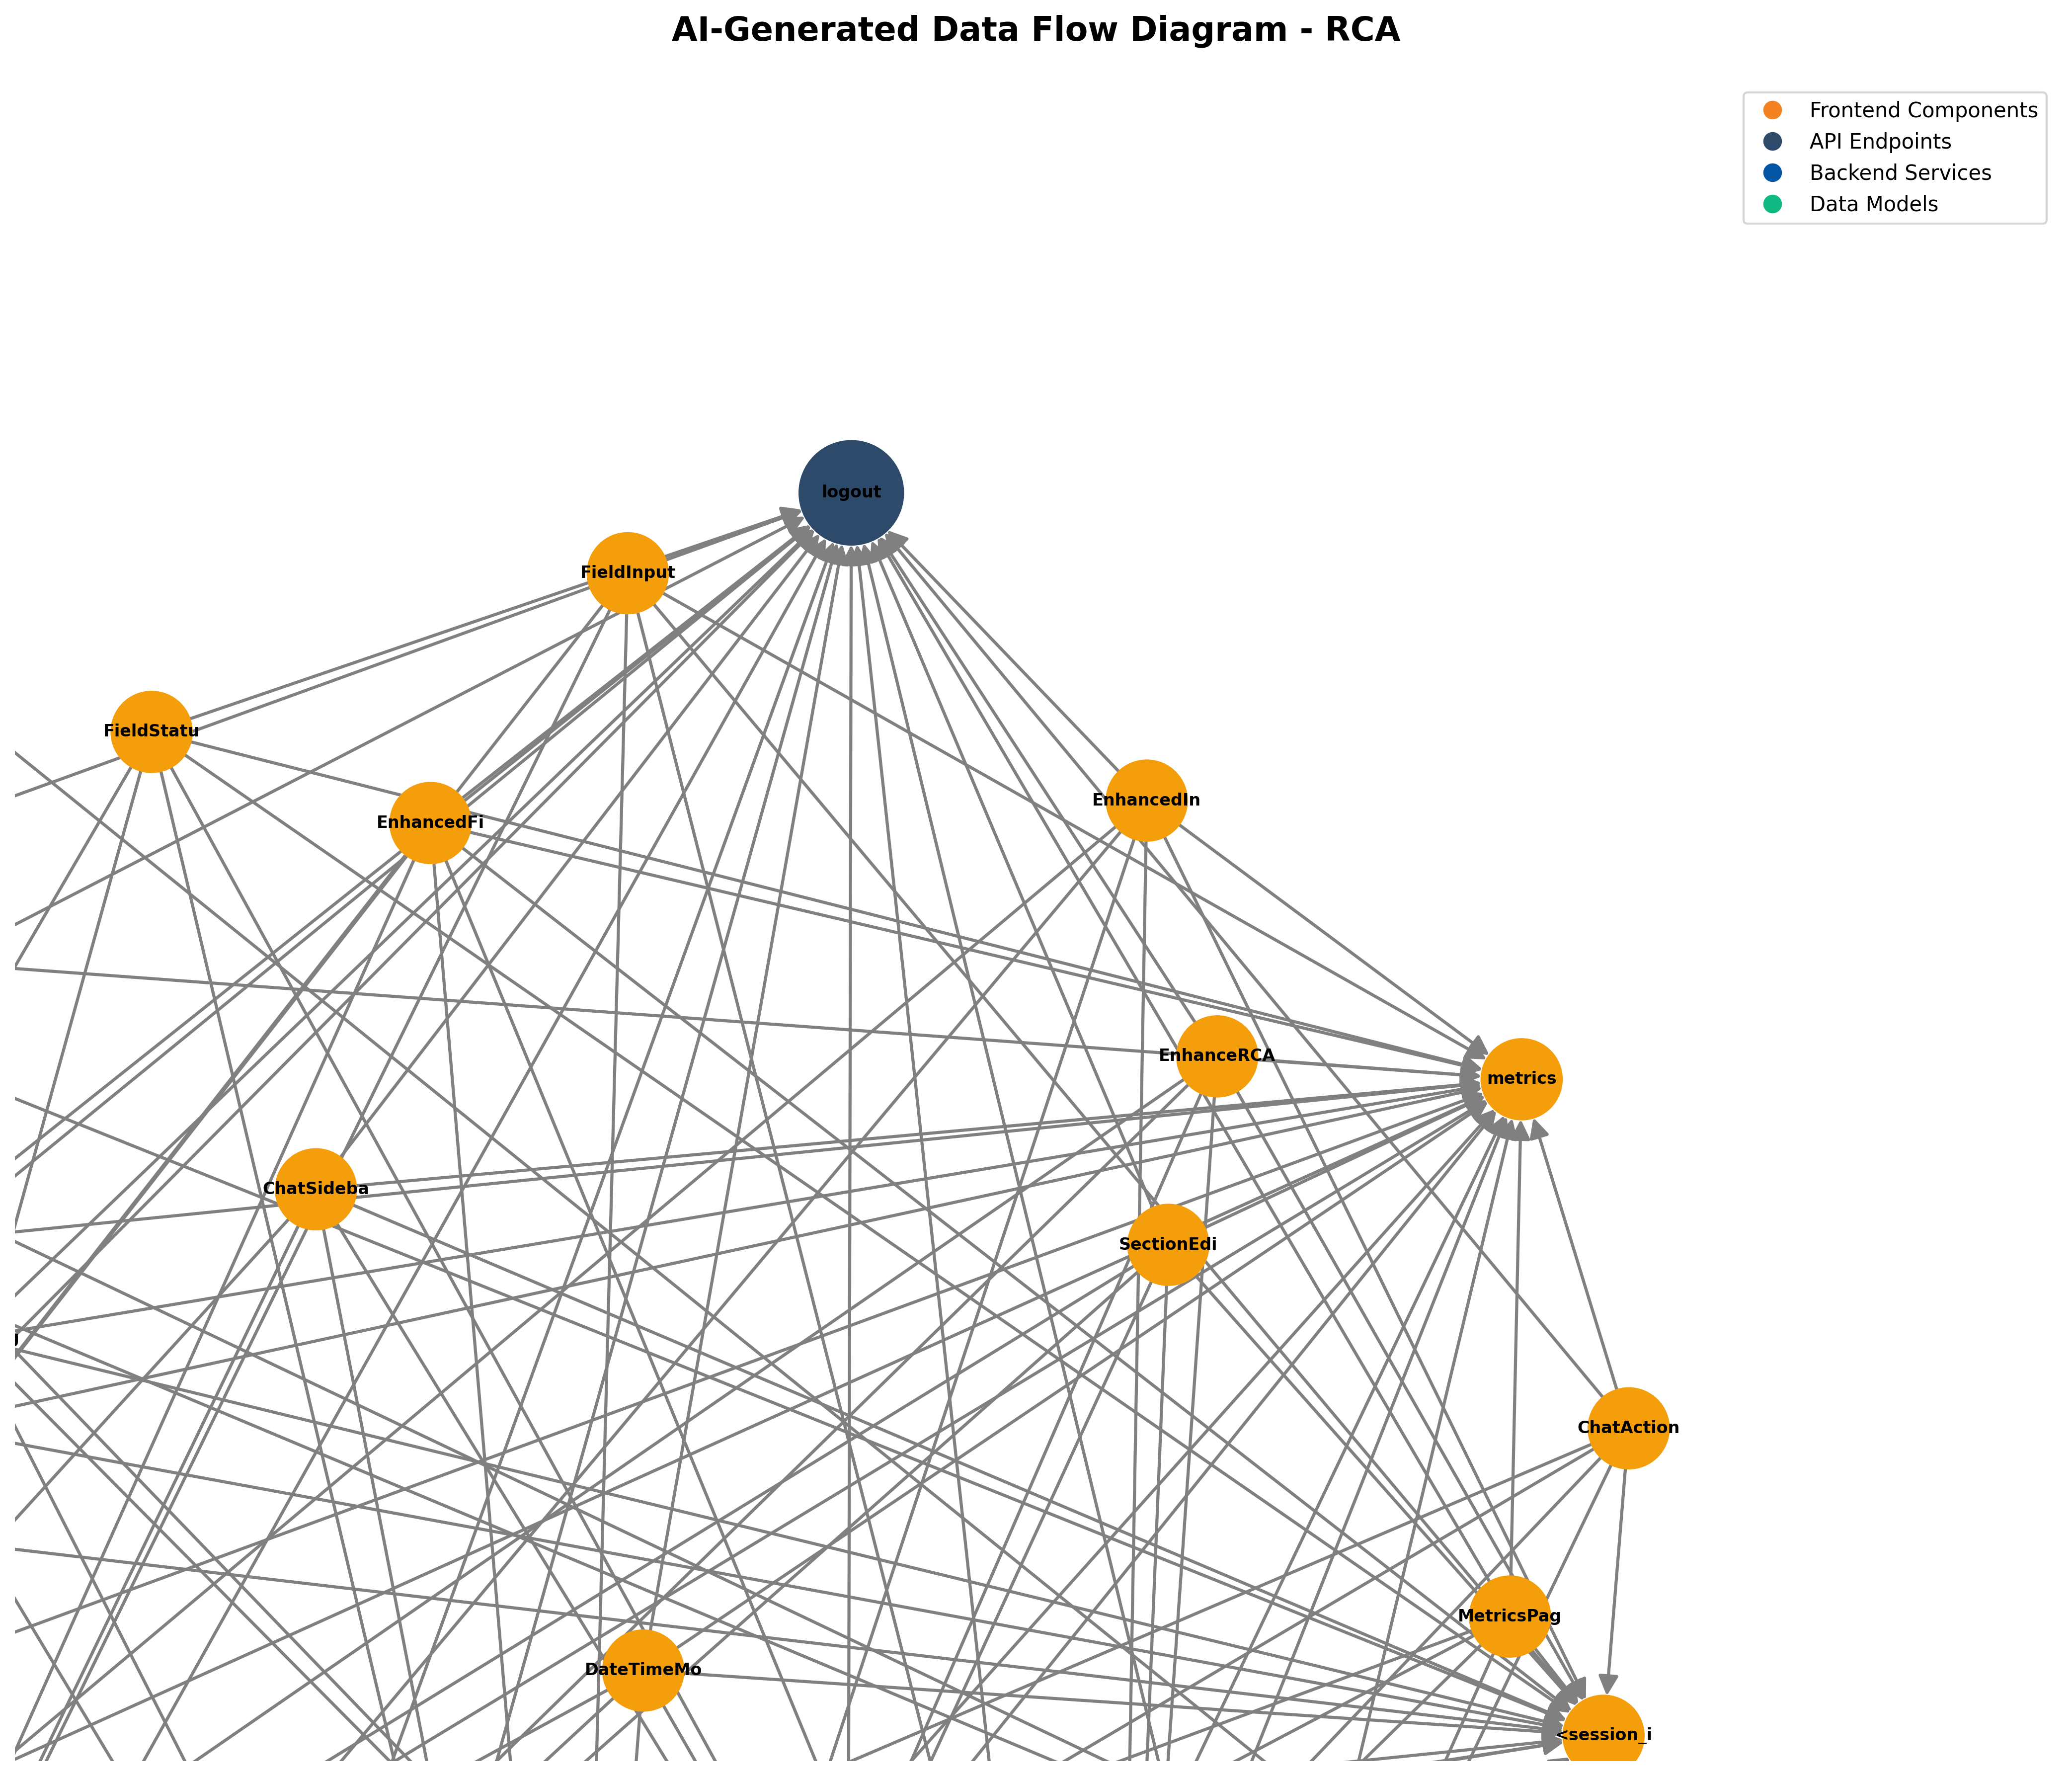 AI-Generated Data Flow Diagram - RCA
Frontend Components
API Endpoints
Backend Services
Data Models
logout
FieldInput
FieldStatu
EnhancedIn
EnhancedFi
EnhanceRCA
metrics
ChatSideba
SectionEdi
ChatAction
MetricsPag
DateTimeMo
<session_i